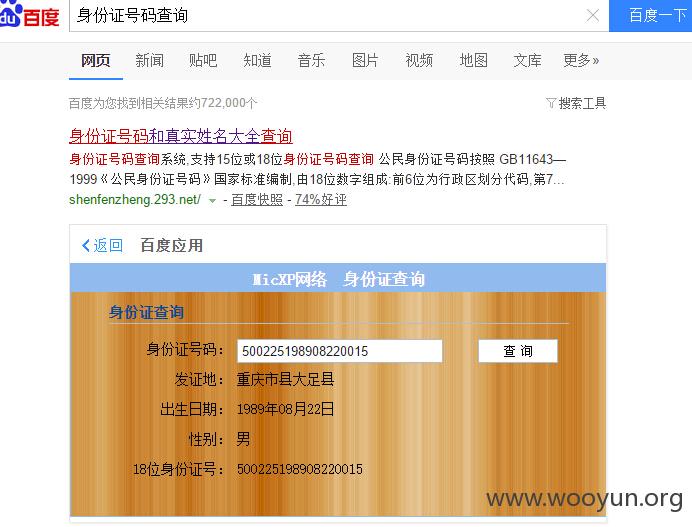 du百度 身份证号码查询 百度一下
网页 新闻 贴吧 知道 音乐 图片 视频 地图 文库 更多»
百度为您找到相关结果约722,000个 搜索工具
身份证号码和真实姓名大全查询
身份证号码查询系统,支持15位或18位身份证号码查询 公民身份证号码按照 GB11643—
1999《公民身份证号码》国家标准编制,由18位数字组成:前6位为行政区划分代码,第7...
shenfenzheng.293.net/ - 百度快照 - 74%好评
返回 百度应用
MicXP网络 身份证查询
身份证查询
身份证号码： 500225198908220015 查 询
发证地： 重庆市县大足县
出生日期： 1989年08月22日
性别： 男
18位身份证号： 500225198908220015
www.wooyun.org